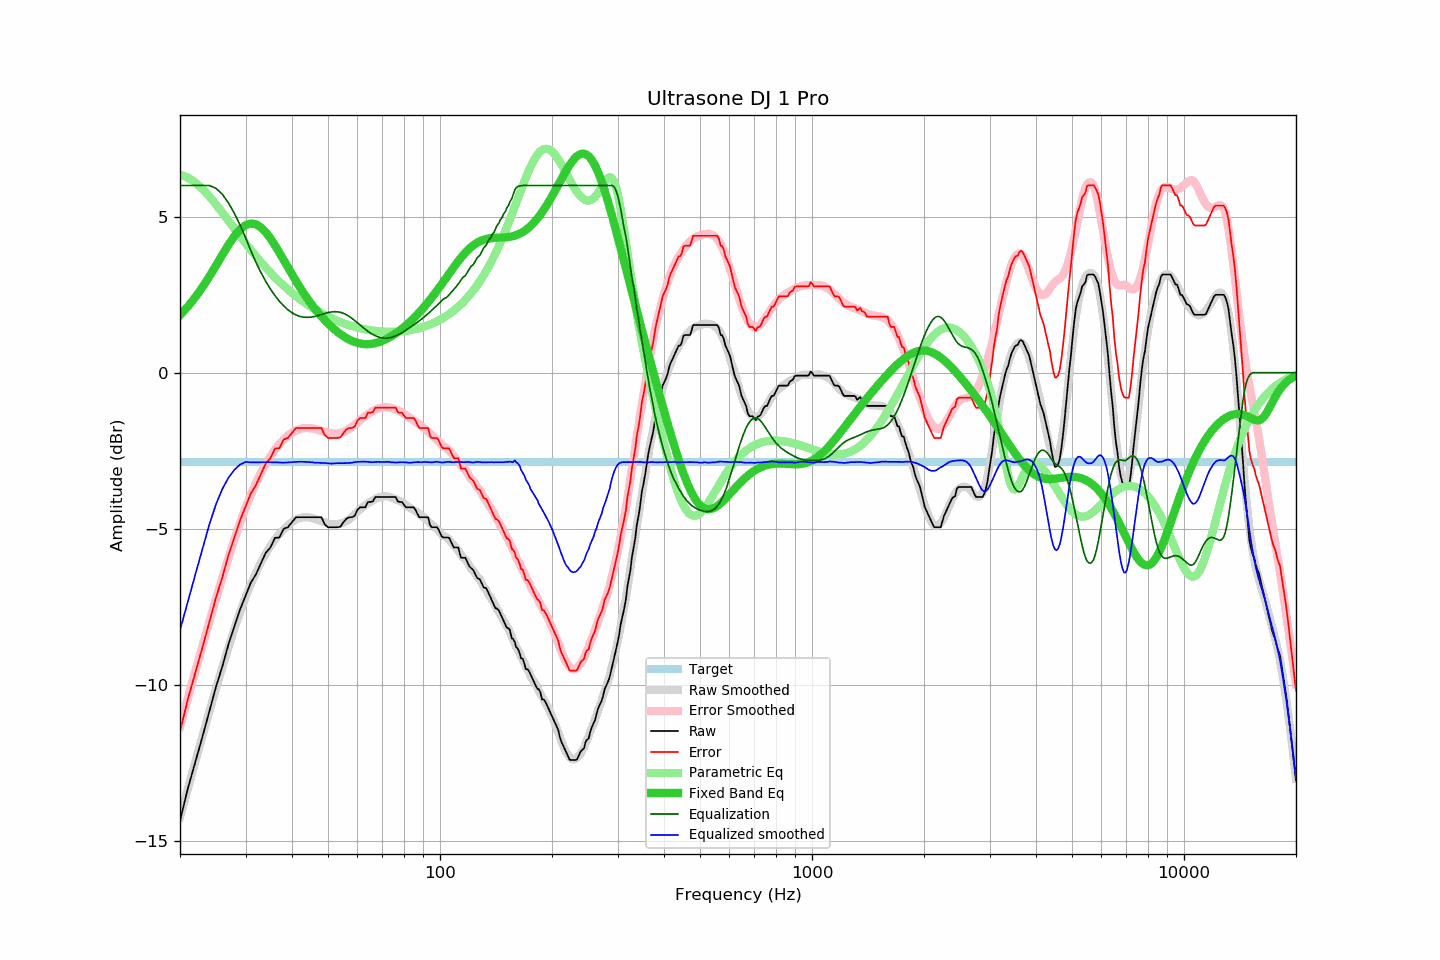 Ultrasone DJ 1 Pro
Amplitude (dBr)
5
0
−5
−10
−15
Target
Raw Smoothed
Error Smoothed
Raw
Error
Parametric Eq
Fixed Band Eq
Equalization
Equalized smoothed
100
1000
10000
Frequency (Hz)